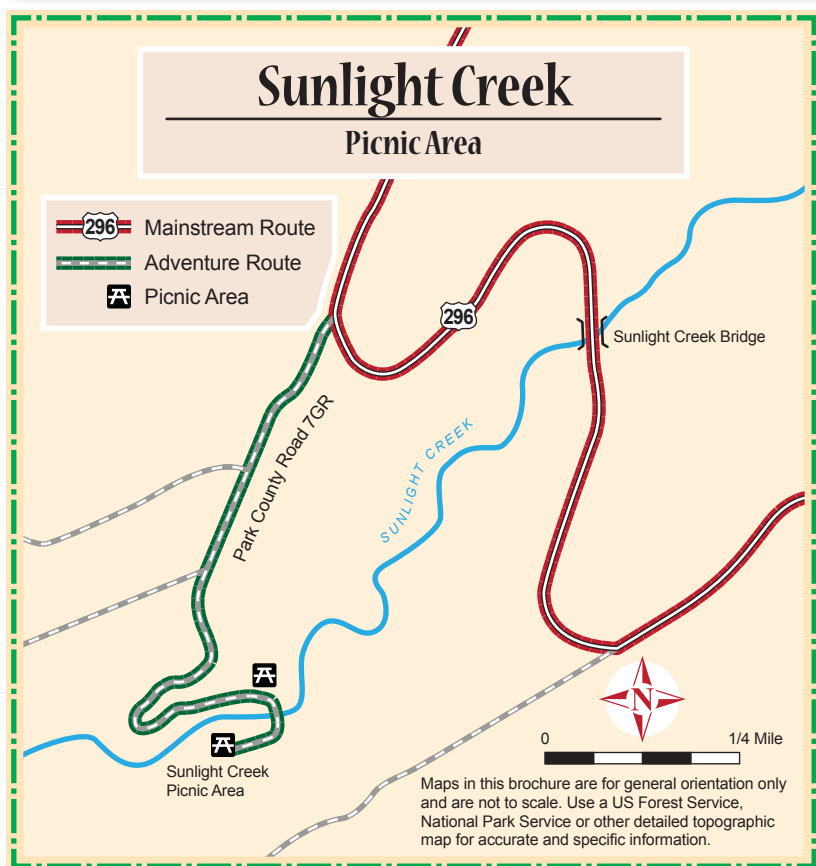 Sunlight Creek
Picnic Area
296 Mainstream Route
Adventure Route
Picnic Area
296
Sunlight Creek Bridge
Park County Road 7GR
SUNLIGHT CREEK
N
0 1/4 Mile
Sunlight Creek
Picnic Area
Maps in this brochure are for general orientation only
and are not to scale. Use a US Forest Service,
National Park Service or other detailed topographic
map for accurate and specific information.